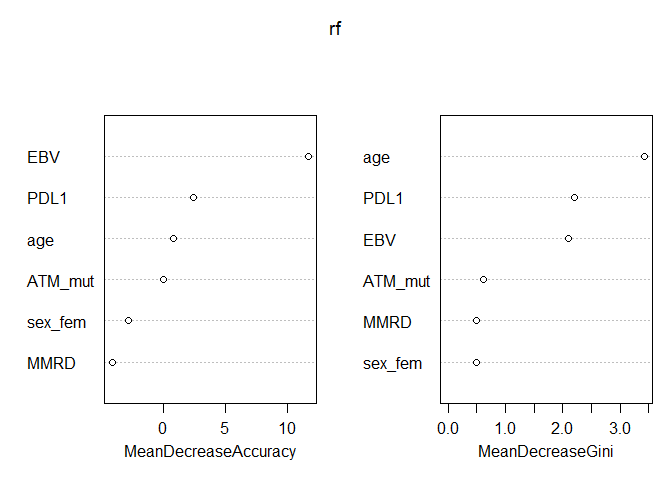 rf
EBV
PDL1
age
ATM_mut
sex_fem
MMRD
0 5 10
MeanDecreaseAccuracy
age
PDL1
EBV
ATM_mut
MMRD
sex_fem
0.0 1.0 2.0 3.0
MeanDecreaseGini